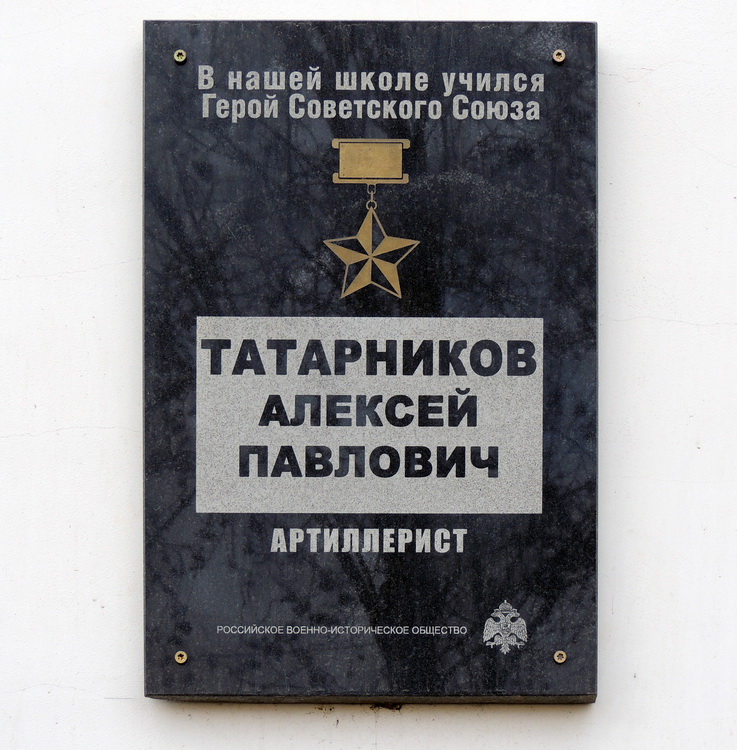 В нашей школе учился
Герой Советского Союза
ТАТАРНИКОВ
АЛЕКСЕЙ
ПАВЛОВИЧ
АРТИЛЛЕРИСТ
РОССИЙСКОЕ ВОЕННО-ИСТОРИЧЕСКОЕ ОБЩЕСТВО